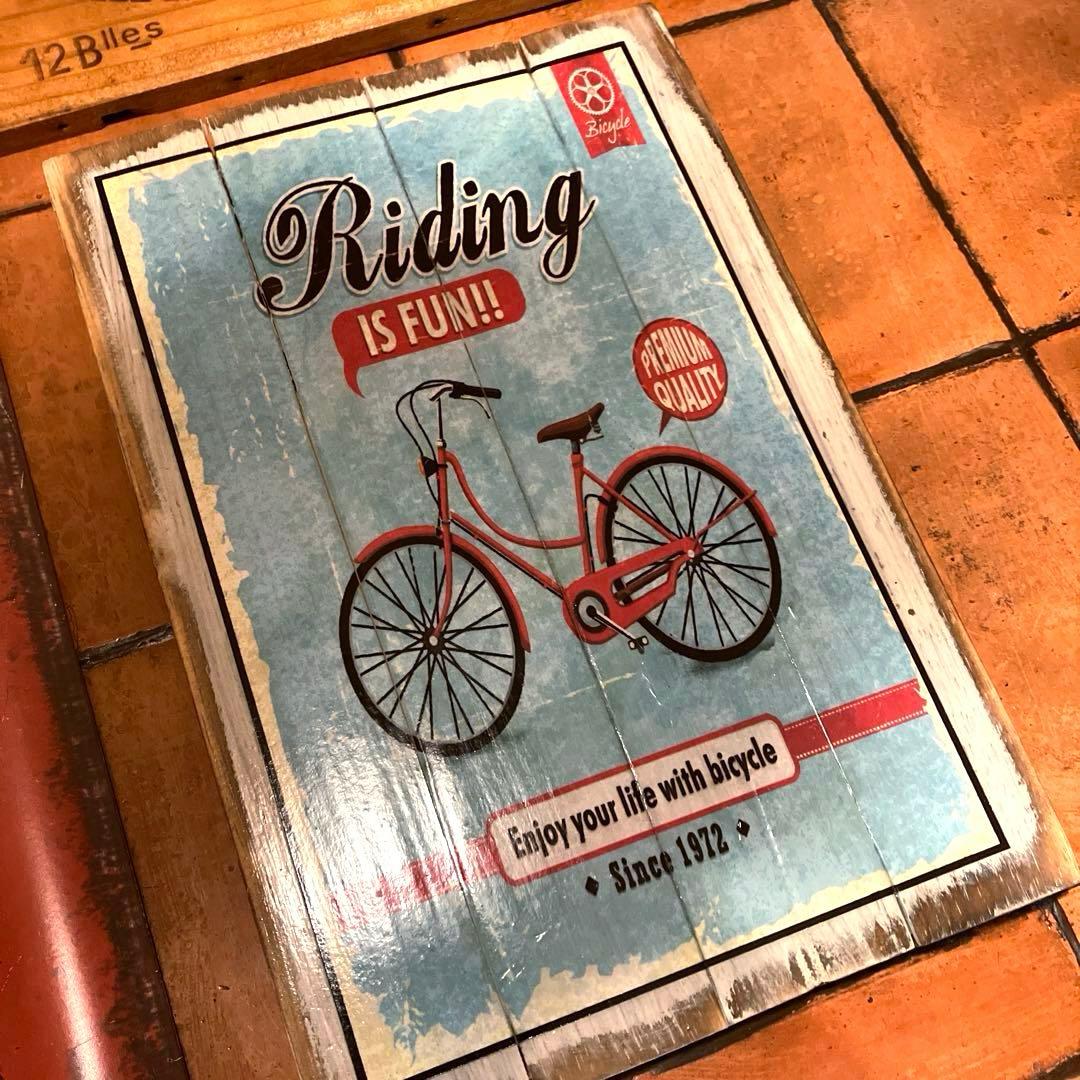 12 Blles
Bicycle
Riding
IS FUN!!
PREMIUM
QUALITY
Enjoy your life with bicycle
Since 1972